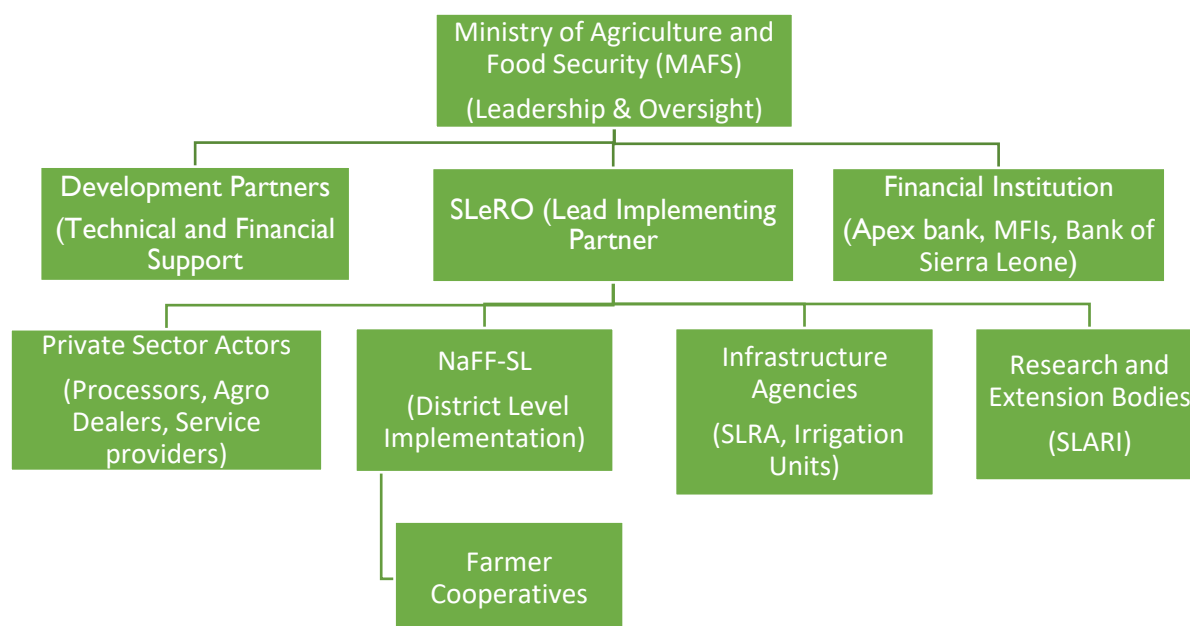 Ministry of Agriculture and
Food Security (MAFS)
(Leadership & Oversight)
Development Partners
(Technical and Financial
Support
SLeRO (Lead Implementing
Partner
Financial Institution
(Apex bank, MFIs, Bank of
Sierra Leone)
Private Sector Actors
(Processors, Agro
Dealers, Service
providers)
NaFF-SL
(District Level
Implementation)
Infrastructure
Agencies
(SLRA, Irrigation
Units)
Research and
Extension Bodies
(SLARI)
Farmer
Cooperatives